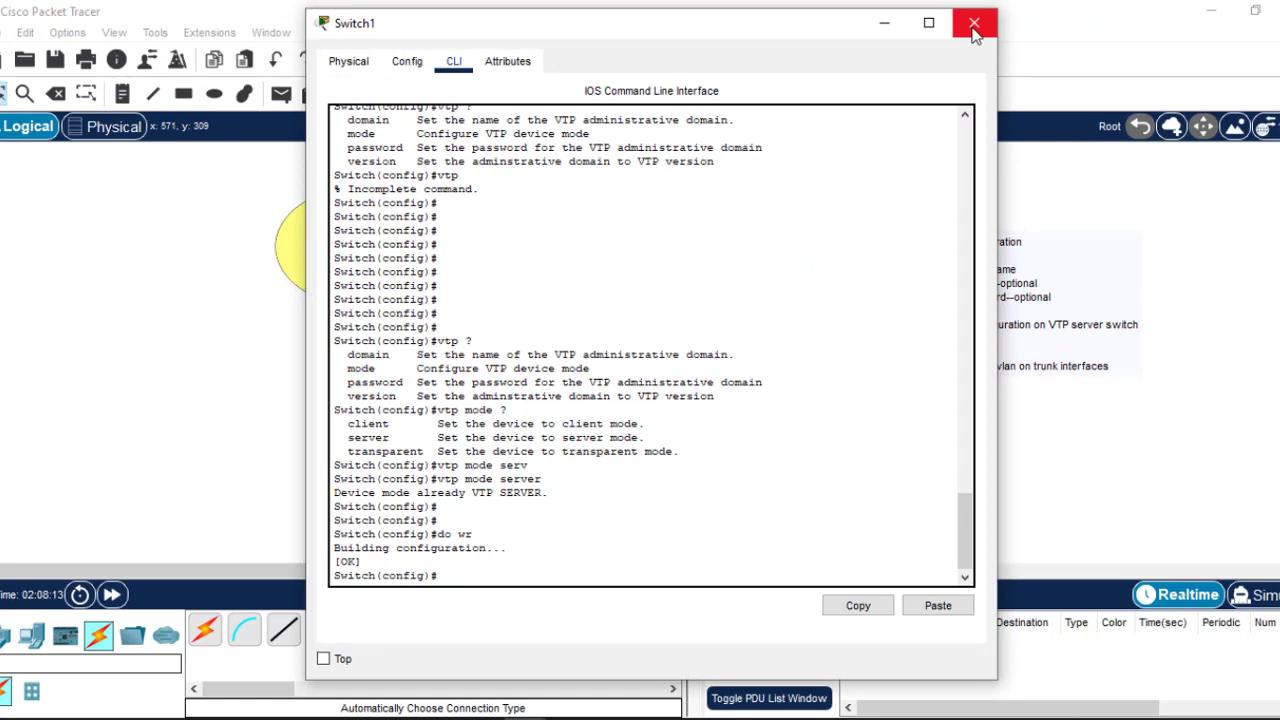 Cisco Packet Tracer
Edit Options View Tools Extensions Window
Logical Physical x: 571, y: 309
Root
Switch1
Physical Config CLI Attributes
IOS Command Line Interface
Switch(config)#vtp ?
domain Set the name of the VTP administrative domain.
mode Configure VTP device mode
password Set the password for the VTP administrative domain
version Set the adminstrative domain to VTP version
Switch(config)#vtp
% Incomplete command.
Switch(config)#
Switch(config)#
Switch(config)#
Switch(config)#
Switch(config)#
Switch(config)#
Switch(config)#
Switch(config)#
Switch(config)#
Switch(config)#
Switch(config)#vtp ?
domain Set the name of the VTP administrative domain.
mode Configure VTP device mode
password Set the password for the VTP administrative domain
version Set the adminstrative domain to VTP version
Switch(config)#vtp mode ?
client Set the device to client mode.
server Set the device to server mode.
transparent Set the device to transparent mode.
Switch(config)#vtp mode serv
Switch(config)#vtp mode server
Device mode already VTP SERVER.
Switch(config)#
Switch(config)#
Switch(config)#do wr
Building configuration...
[OK]
Switch(config)#
Copy Paste
Top
ration
ame
-optional
rd--optional
uration on VTP server switch
vlan on trunk interfaces
Time: 02:08:13
Realtime Simu
Destination Type Color Time(sec) Periodic Num
Automatically Choose Connection Type
Toggle PDU List Window